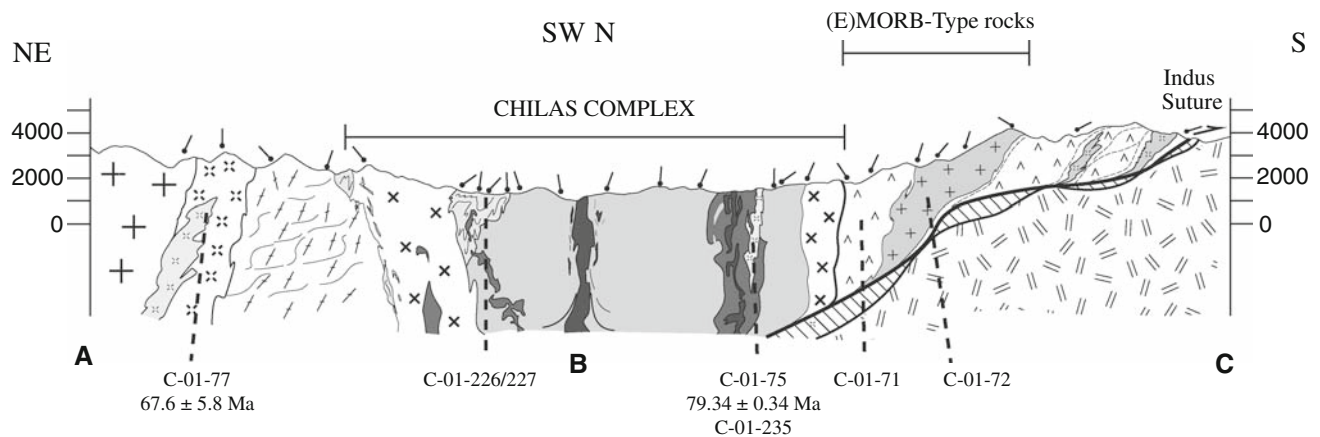 (E)MORB-Type rocks
SW N
NE
S
Indus
Suture
CHILAS COMPLEX
4000
2000
0
4000
2000
0
A
B
C
C-01-77
67.6 ± 5.8 Ma
C-01-226/227
C-01-75
79.34 ± 0.34 Ma
C-01-235
C-01-71
C-01-72